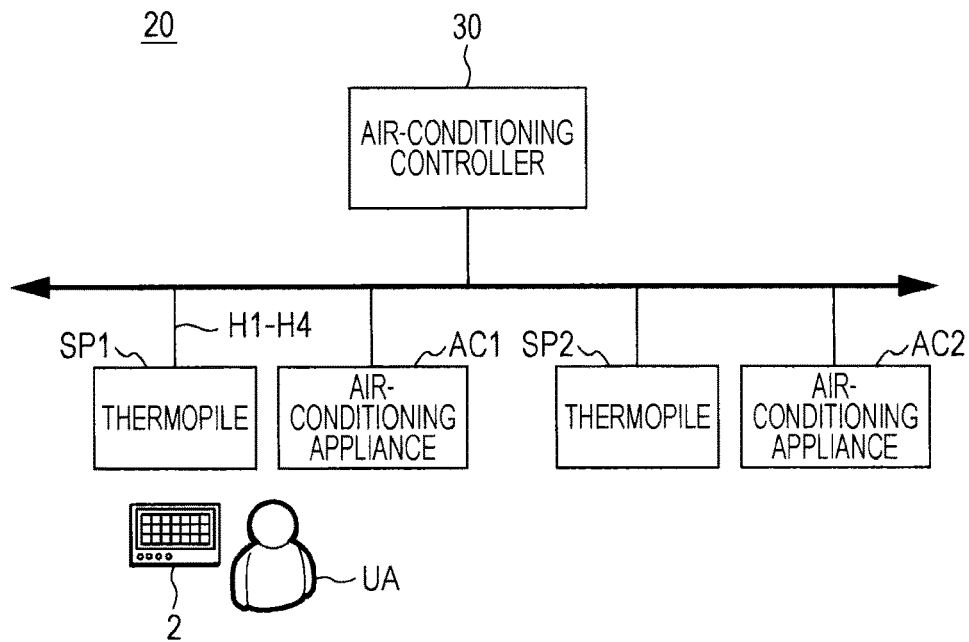 20
30
AIR-CONDITIONING
CONTROLLER
H1-H4
SP1
AC1
SP2
AC2
THERMOPILE
AIR-
CONDITIONING
APPLIANCE
THERMOPILE
AIR-
CONDITIONING
APPLIANCE
UA
2